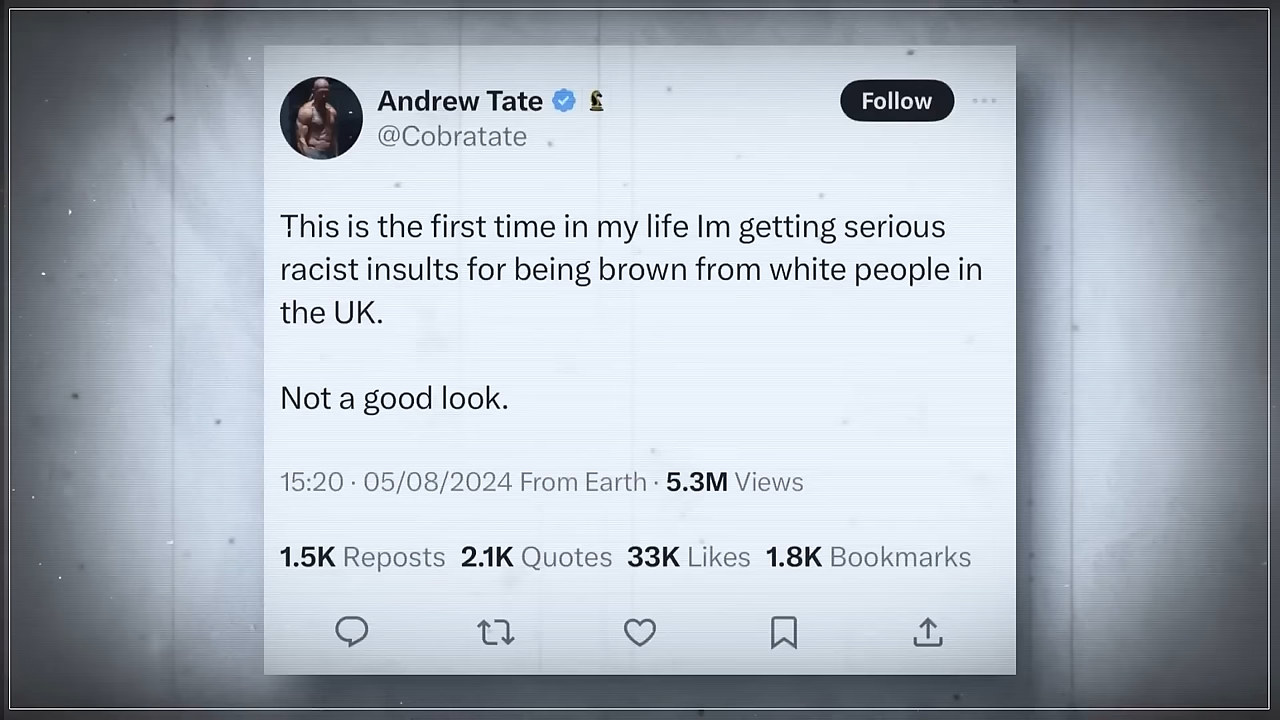 Andrew Tate
Follow
@Cobratate
This is the first time in my life Im getting serious
racist insults for being brown from white people in
the UK.
Not a good look.
15:20 · 05/08/2024 From Earth · 5.3M Views
1.5K Reposts 2.1K Quotes 33K Likes 1.8K Bookmarks